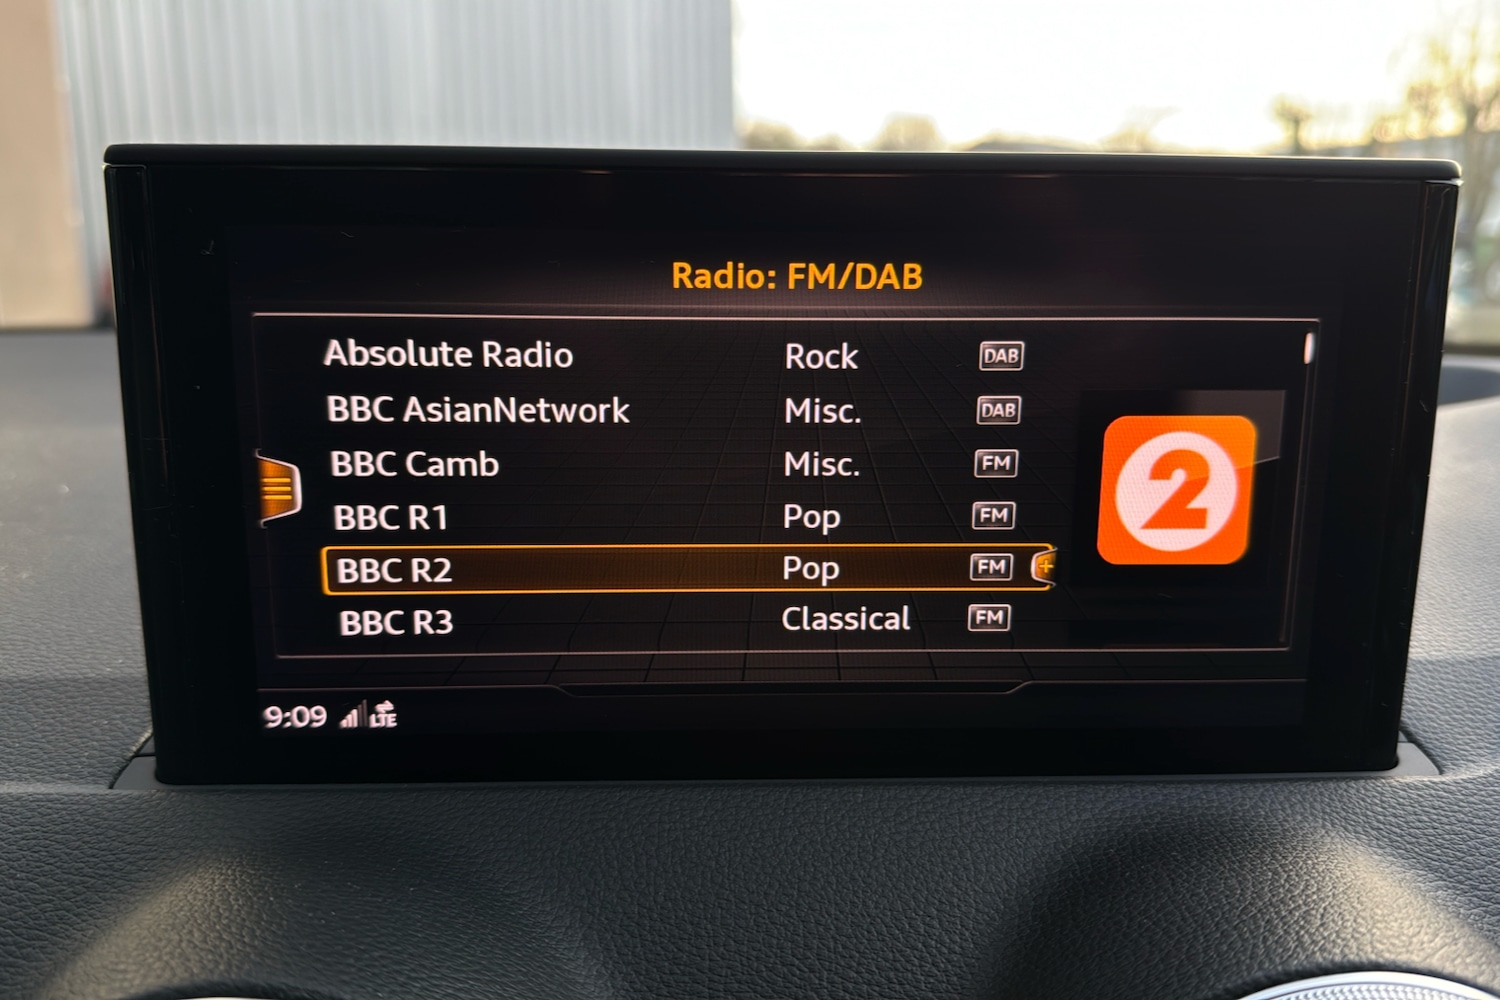 Radio: FM/DAB
Absolute Radio Rock DAB
BBC AsianNetwork Misc. DAB
BBC Camb Misc. FM
BBC R1 Pop FM
BBC R2 Pop FM
BBC R3 Classical FM
2
9:09 LTE